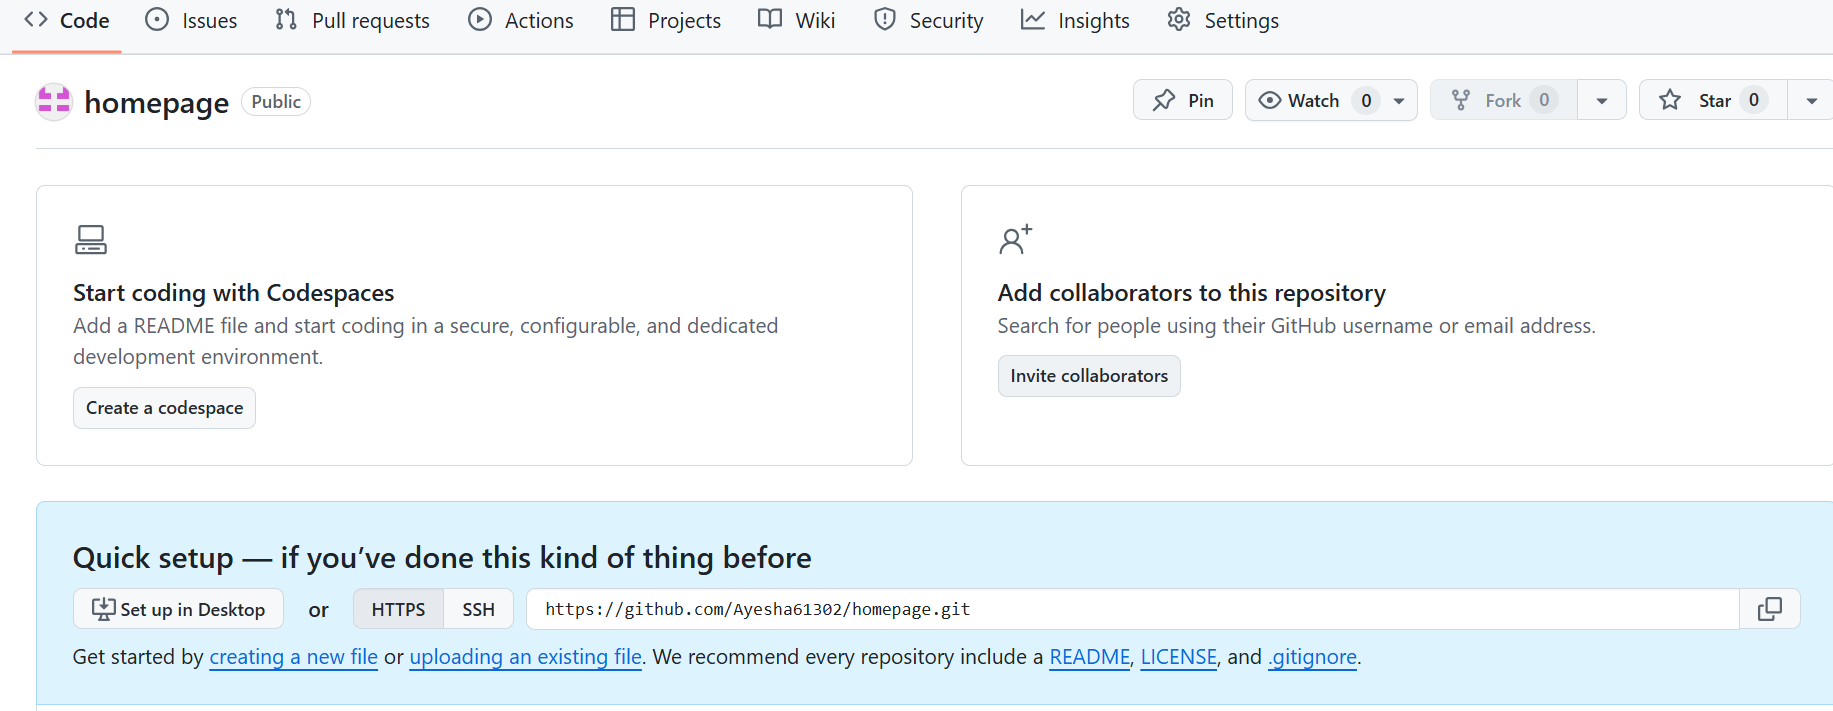 Code Issues Pull requests Actions Projects Wiki Security Insights Settings
homepage Public Pin Watch 0 Fork 0 Star 0
Start coding with Codespaces
Add a README file and start coding in a secure, configurable, and dedicated
development environment.
Create a codespace
Add collaborators to this repository
Search for people using their GitHub username or email address.
Invite collaborators
Quick setup — if you’ve done this kind of thing before
Set up in Desktop or HTTPS SSH https://github.com/Ayesha61302/homepage.git
Get started by creating a new file or uploading an existing file. We recommend every repository include a README, LICENSE, and .gitignore.